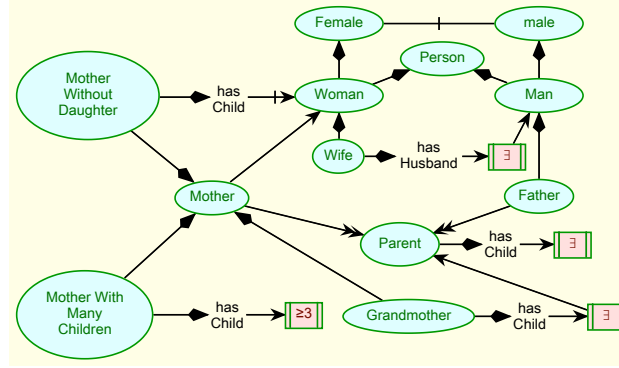 Female
male
Person
Mother
Without
Daughter
has
Child
Woman
Man
Wife
has
Husband
∃
Mother
Father
Parent
has
Child
∃
Mother With
Many
Children
has
Child
≥3
Grandmother
has
Child
∃